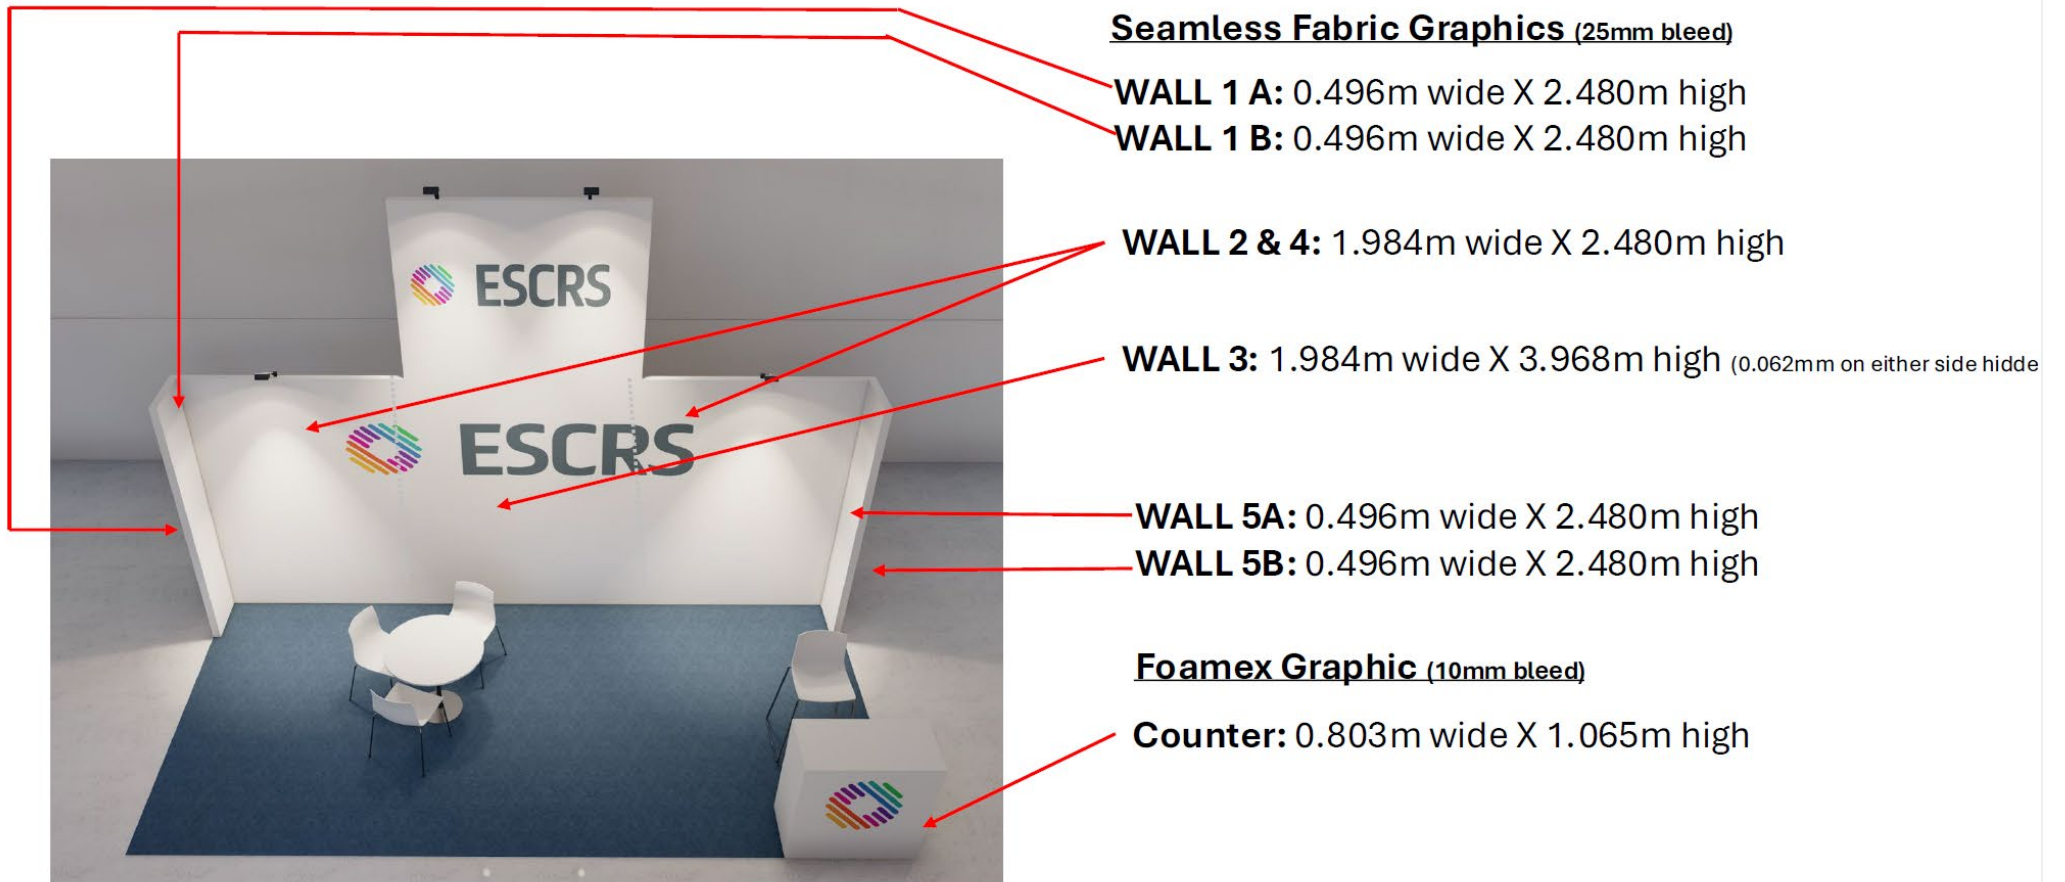 Seamless Fabric Graphics (25mm bleed)
WALL 1 A: 0.496m wide X 2.480m high
WALL 1 B: 0.496m wide X 2.480m high
WALL 2 & 4: 1.984m wide X 2.480m high
WALL 3: 1.984m wide X 3.968m high (0.062mm on either side hidde
WALL 5A: 0.496m wide X 2.480m high
WALL 5B: 0.496m wide X 2.480m high
Foamex Graphic (10mm bleed)
Counter: 0.803m wide X 1.065m high
ESCRS
ESCRS